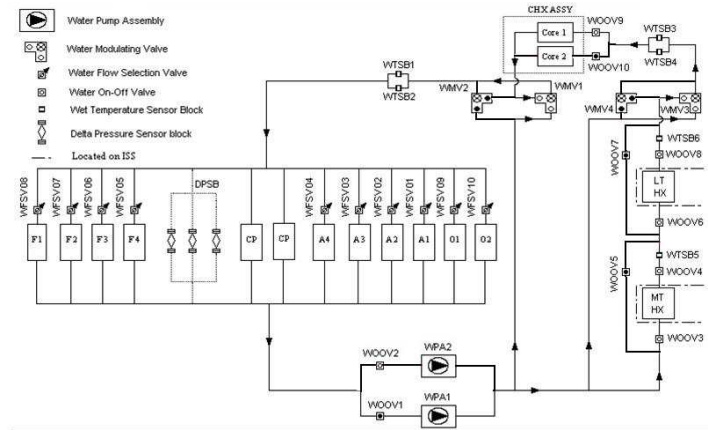 Water Pump Assembly
Water Modulating Valve
Water Flow Selection Valve
Water On-Off Valve
Wet Temperature Sensor Block
Delta Pressure Sensor block
Located on ISS
CHX ASSY
WOOV9
Core 1
Core 2
WOOV10
WTSB3
WTSB4
WTSB1
WTSB2
WMV2
WMV1
WMV4
WMV3
WTSB6
WOOV8
WOOV7
LT
HX
WOOV6
WTSB5
WOOV4
WOOV5
MT
HX
WOOV3
WFSV08
WFSV07
WFSV06
WFSV05
DPSB
WFSV04
WFSV03
WFSV02
WFSV01
WFSV09
WFSV10
F1
F2
F3
F4
CP
CP
A4
A3
A2
A1
O1
O2
WOOV2
WPA2
WOOV1
WPA1